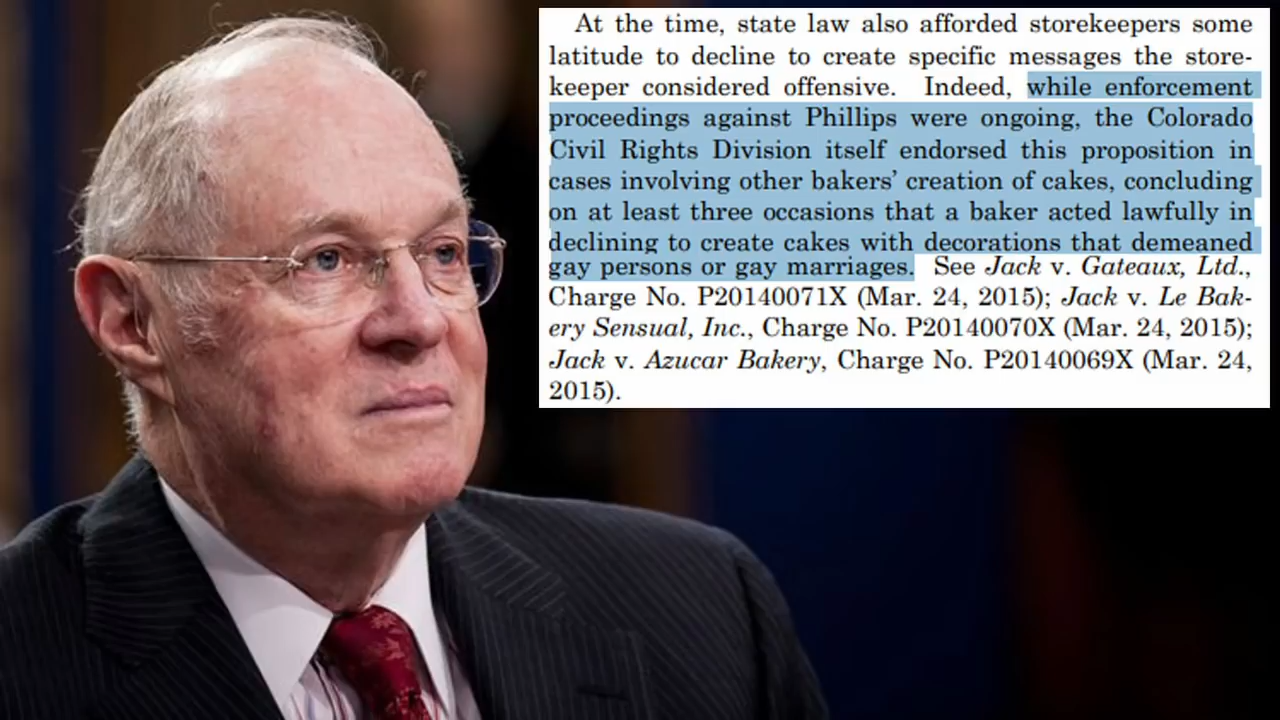 At the time, state law also afforded storekeepers some
latitude to decline to create specific messages the store-
keeper considered offensive. Indeed, while enforcement
proceedings against Phillips were ongoing, the Colorado
Civil Rights Division itself endorsed this proposition in
cases involving other bakers’ creation of cakes, concluding
on at least three occasions that a baker acted lawfully in
declining to create cakes with decorations that demeaned
gay persons or gay marriages. See Jack v. Gateaux, Ltd.,
Charge No. P20140071X (Mar. 24, 2015); Jack v. Le Bak-
ery Sensual, Inc., Charge No. P20140070X (Mar. 24, 2015);
Jack v. Azucar Bakery, Charge No. P20140069X (Mar. 24,
2015).